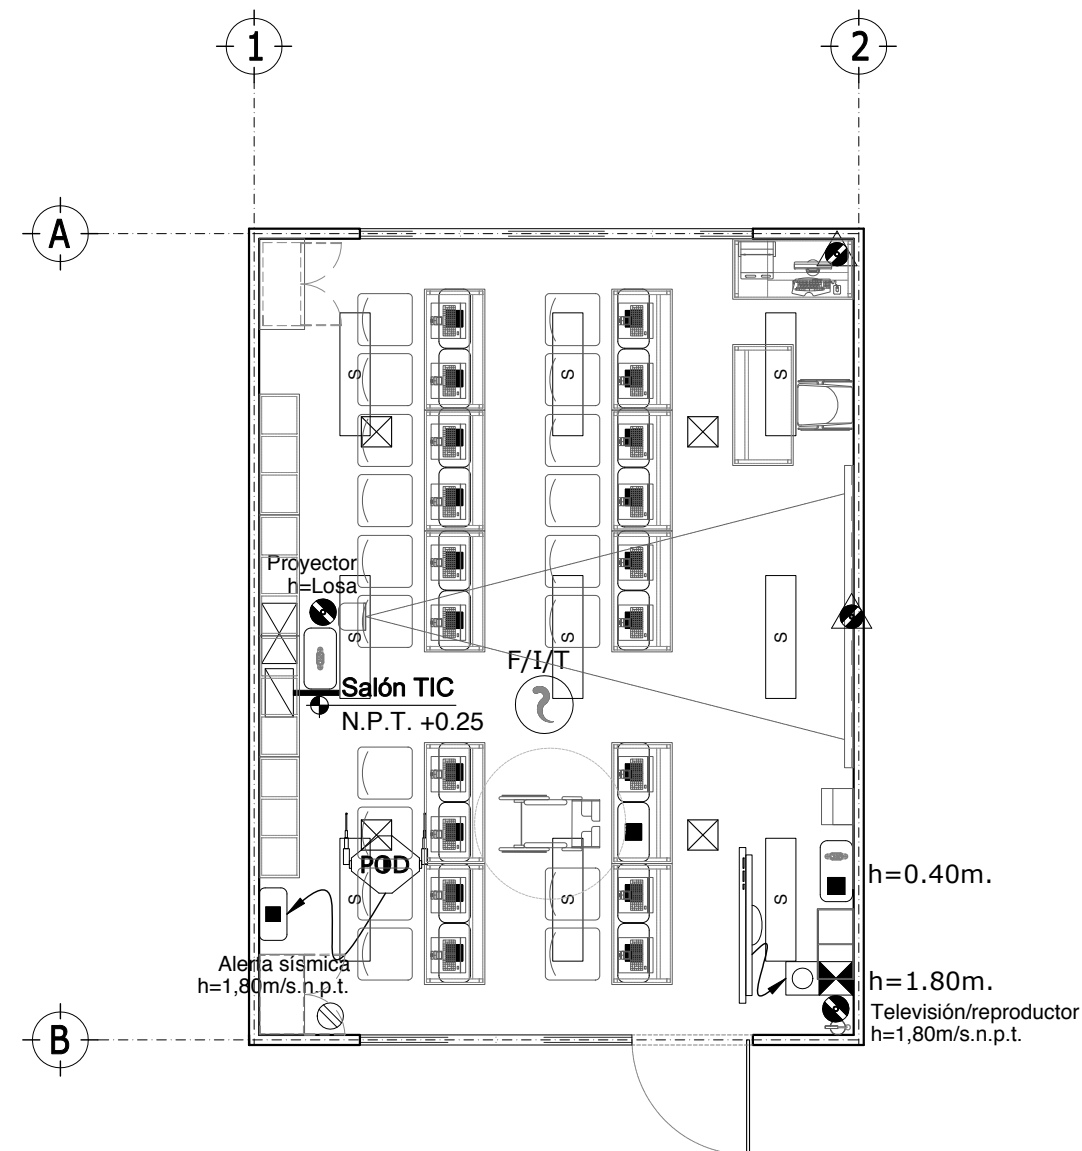 1
2
A
S
S
S
Proyector
h=Losa
S
S
S
F/I/T
Salón TIC
N.P.T. +0.25
POD
S
S
S
h=0.40m.
Alerta sísmica
h=1,80m/s.n.p.t.
h=1.80m.
Televisión/reproductor
h=1,80m/s.n.p.t.
B